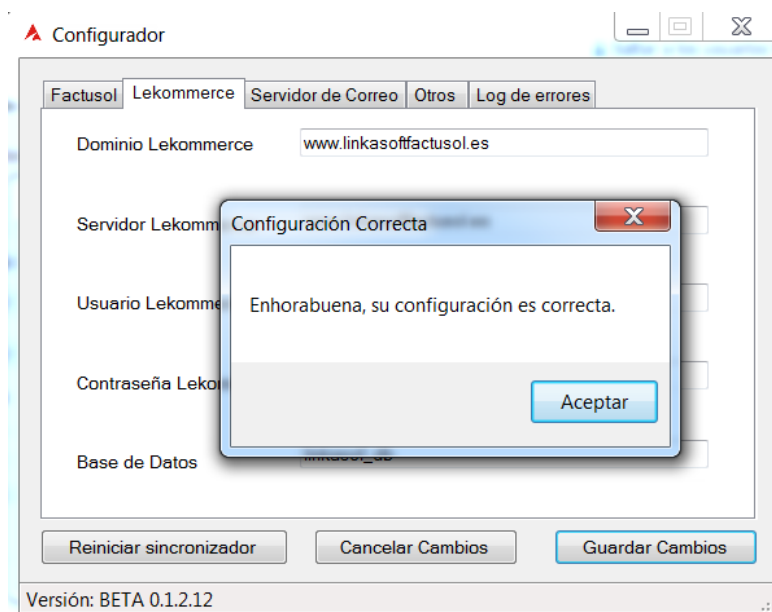 Configurador
Factusol Lekommerce Servidor de Correo Otros Log de errores
Dominio Lekommerce www.linkasoftfactusol.es
Servidor Lekomm
Configuración Correcta
Usuario Lekomme
Enhorabuena, su configuración es correcta.
Contraseña Leko
Aceptar
Base de Datos
Reiniciar sincronizador Cancelar Cambios Guardar Cambios
Versión: BETA 0.1.2.12